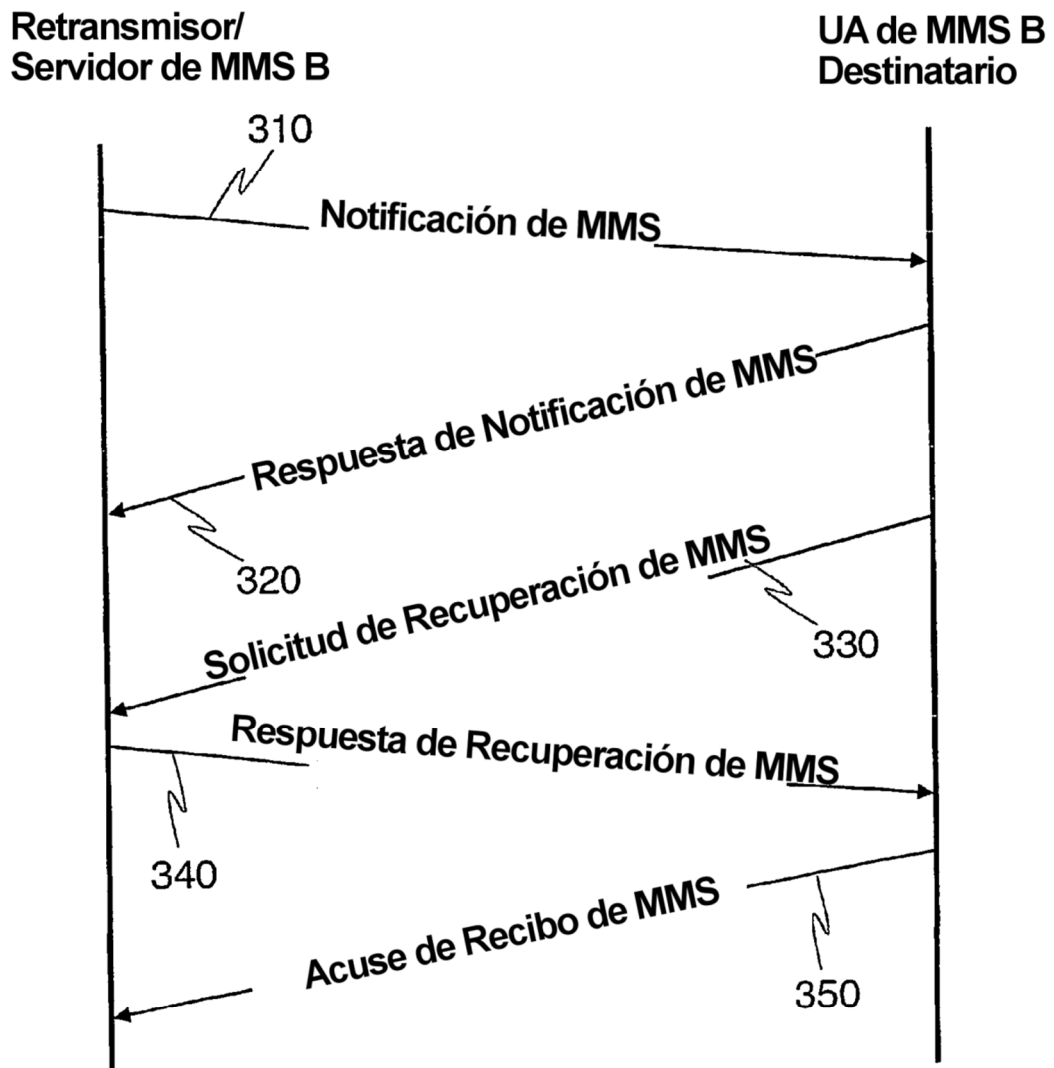 Retransmisor/
Servidor de MMS B
UA de MMS B
Destinatario
310
Notificación de MMS
Respuesta de Notificación de MMS
320
Solicitud de Recuperación de MMS
330
Respuesta de Recuperación de MMS
340
Acuse de Recibo de MMS
350